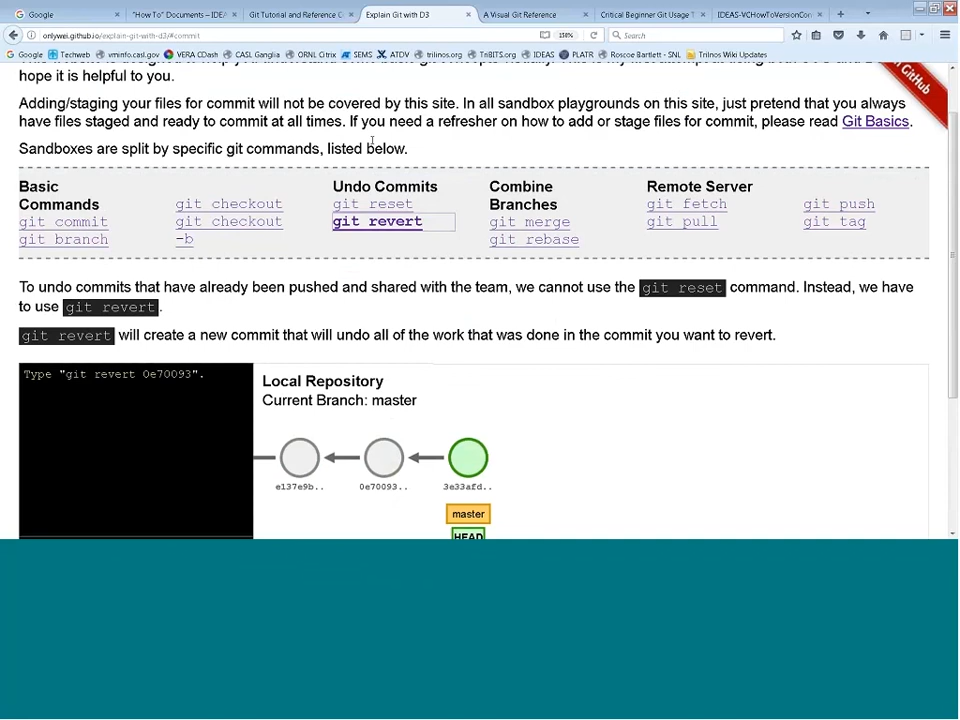 Google
"How To" Documents – IDEA
Git Tutorial and Reference C
Explain Git with D3
A Visual Git Reference
Critical Beginner Git Usage T
IDEAS-VCHowToVersionCon
onlywei.github.io/explain-git-with-d3/#commit
150%
Search
Google
Techweb
vminfo.casl.gov
VERA CDash
CASL Ganglia
ORNL Citrix
SEMS
ATDV
trilinos.org
TriBITS.org
IDEAS
PLATR
Roscoe Bartlett - SNL
Trilinos Wiki Updates
hope it is helpful to you.
GitHub
Adding/staging your files for commit will not be covered by this site. In all sandbox playgrounds on this site, just pretend that you always
have files staged and ready to commit at all times. If you need a refresher on how to add or stage files for commit, please read Git Basics.
Sandboxes are split by specific git commands, listed below.
Basic
Commands
git commit
git branch
git checkout
git checkout
-b
Undo Commits
git reset
git revert
Combine
Branches
git merge
git rebase
Remote Server
git fetch
git pull
git push
git tag
To undo commits that have already been pushed and shared with the team, we cannot use the git reset command. Instead, we have
to use git revert.
git revert will create a new commit that will undo all of the work that was done in the commit you want to revert.
Type "git revert 0e70093".
Local Repository
Current Branch: master
e137e9b..
0e70093..
3e33afd..
master
HEAD